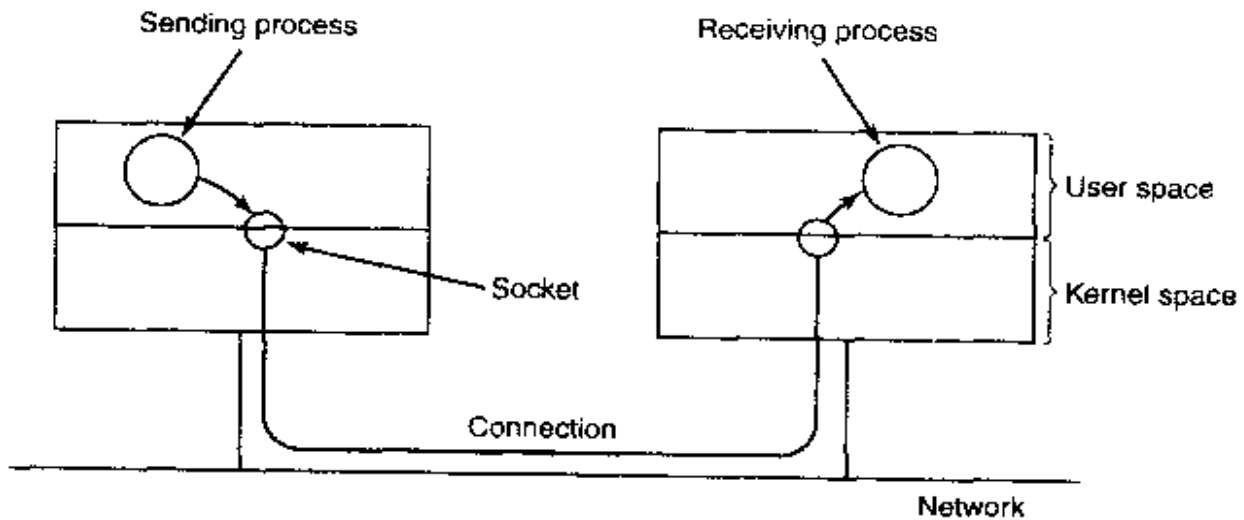 Sending process
Receiving process
User space
Socket
Kernel space
Connection
Network